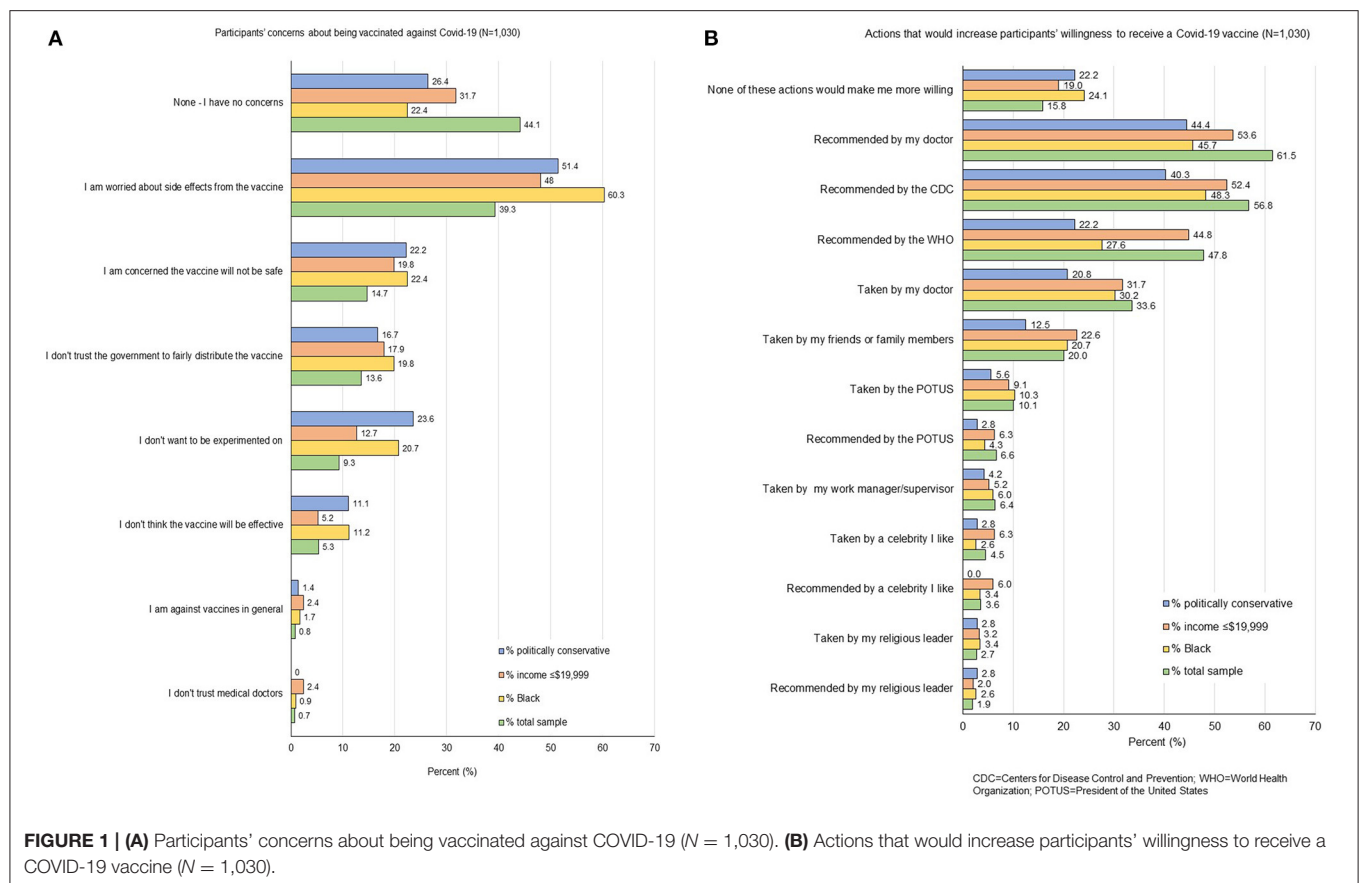 A
Participants' concerns about being vaccinated against Covid-19 (N=1,030)
None - I have no concerns
26.4
31.7
22.4
44.1
I am worried about side effects from the vaccine
51.4
48
60.3
39.3
I am concerned the vaccine will not be safe
22.2
19.8
22.4
14.7
I don't trust the government to fairly distribute the vaccine
16.7
17.9
19.8
13.6
I don't want to be experimented on
23.6
12.7
20.7
9.3
I don't think the vaccine will be effective
11.1
5.2
11.2
5.3
I am against vaccines in general
1.4
2.4
1.7
0.8
I don't trust medical doctors
0
2.4
0.9
0.7
% politically conservative
% income ≤$19,999
% Black
% total sample
0 10 20 30 40 50 60 70
Percent (%)
B
Actions that would increase participants' willingness to receive a Covid-19 vaccine (N=1,030)
None of these actions would make me more willing
22.2
19.0
24.1
15.8
Recommended by my doctor
44.4
53.6
45.7
61.5
Recommended by the CDC
40.3
52.4
48.3
56.8
Recommended by the WHO
22.2
44.8
27.6
47.8
Taken by my doctor
20.8
31.7
30.2
33.6
Taken by my friends or family members
12.5
22.6
20.7
20.0
Taken by the POTUS
5.6
9.1
10.3
10.1
Recommended by the POTUS
2.8
6.3
4.3
6.6
Taken by my work manager/supervisor
4.2
5.2
6.0
6.4
Taken by a celebrity I like
2.8
6.3
2.6
4.5
Recommended by a celebrity I like
0.0
6.0
3.4
3.6
Taken by my religious leader
2.8
3.2
3.4
2.7
Recommended by my religious leader
2.8
2.0
2.6
1.9
% politically conservative
% income ≤$19,999
% Black
% total sample
0 10 20 30 40 50 60 70
Percent (%)
CDC=Centers for Disease Control and Prevention; WHO=World Health
Organization; POTUS=President of the United States
FIGURE 1 | (A) Participants' concerns about being vaccinated against COVID-19 (N = 1,030). (B) Actions that would increase participants' willingness to receive a
COVID-19 vaccine (N = 1,030).